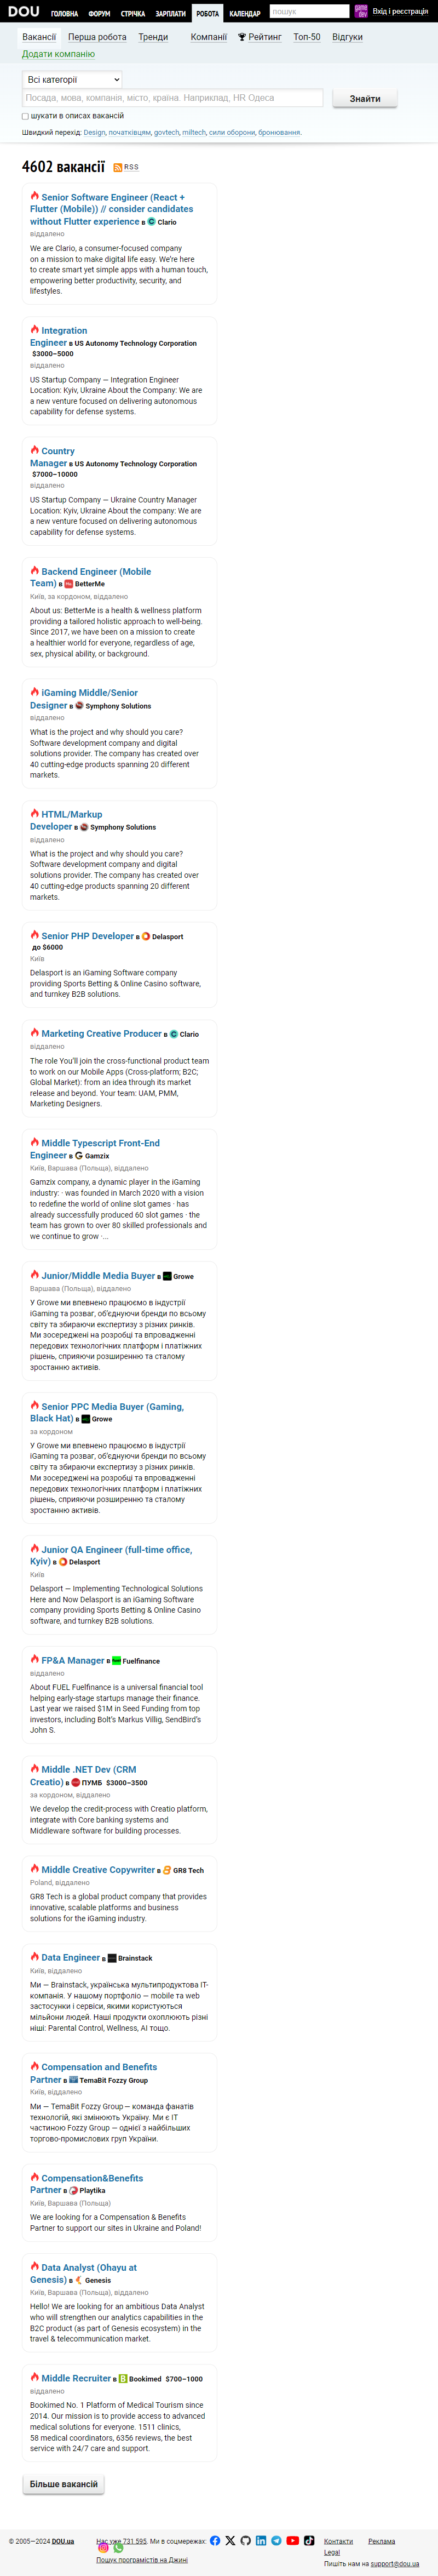 DOU ГОЛОВНА ФОРУМ СТРІЧКА ЗАРПЛАТИ РОБОТА КАЛЕНДАР пошук game dev Вхід і реєстрація
Вакансії Перша робота Тренди Компанії Рейтинг Топ-50 Відгуки
Додати компанію
Всі категорії
Посада, мова, компанія, місто, країна. Наприклад, HR Одеса Знайти
шукати в описах вакансій
Швидкий перехід: Design, початківцям, govtech, miltech, сили оборони, бронювання.
4602 вакансії RSS
Senior Software Engineer (React +
Flutter (Mobile)) // consider candidates
without Flutter experience в Clario
віддалено
We are Clario, a consumer-focused company
on a mission to make digital life easy. We're here
to create smart yet simple apps with a human touch,
empowering better productivity, security, and
lifestyles.
Integration
Engineer в US Autonomy Technology Corporation
$3000–5000
віддалено
US Startup Company — Integration Engineer
Location: Kyiv, Ukraine About the Company: We are
a new venture focused on delivering autonomous
capability for defense systems.
Country
Manager в US Autonomy Technology Corporation
$7000–10000
віддалено
US Startup Company — Ukraine Country Manager
Location: Kyiv, Ukraine About the company: We are
a new venture focused on delivering autonomous
capability for defense systems.
Backend Engineer (Mobile
Team) в BetterMe
Київ, за кордоном, віддалено
About us: BetterMe is a health & wellness platform
providing a tailored holistic approach to well-being.
Since 2017, we have been on a mission to create
a healthier world for everyone, regardless of age,
sex, physical ability, or background.
iGaming Middle/Senior
Designer в Symphony Solutions
віддалено
What is the project and why should you care?
Software development company and digital
solutions provider. The company has created over
40 cutting-edge products spanning 20 different
markets.
HTML/Markup
Developer в Symphony Solutions
віддалено
What is the project and why should you care?
Software development company and digital
solutions provider. The company has created over
40 cutting-edge products spanning 20 different
markets.
Senior PHP Developer в Delasport
до $6000
Київ
Delasport is an iGaming Software company
providing Sports Betting & Online Casino software,
and turnkey B2B solutions.
Marketing Creative Producer в Clario
віддалено
The role You'll join the cross-functional product team
to work on our Mobile Apps (Cross-platform; B2C;
Global Market): from an idea through its market
release and beyond. Your team: UAM, PMM,
Marketing Designers.
Middle Typescript Front-End
Engineer в Gamzix
Київ, Варшава (Польща), віддалено
Gamzix company, a dynamic player in the iGaming
industry: · was founded in March 2020 with a vision
to redefine the world of online slot games · has
already successfully produced 60 slot games · the
team has grown to over 80 skilled professionals and
we continue to grow ·...
Junior/Middle Media Buyer в Growe
Варшава (Польща), віддалено
У Growe ми впевнено працюємо в індустрії
iGaming та розваг, об'єднуючи бренди по всьому
світу та збираючи експертизу з різних ринків.
Ми зосереджені на розробці та впровадженні
передових технологічних платформ і платіжних
рішень, сприяючи розширенню та сталому
зростанню активів.
Senior PPC Media Buyer (Gaming,
Black Hat) в Growe
за кордоном
У Growe ми впевнено працюємо в індустрії
iGaming та розваг, об'єднуючи бренди по всьому
світу та збираючи експертизу з різних ринків.
Ми зосереджені на розробці та впровадженні
передових технологічних платформ і платіжних
рішень, сприяючи розширенню та сталому
зростанню активів.
Junior QA Engineer (full-time office,
Kyiv) в Delasport
Київ
Delasport — Implementing Technological Solutions
Here and Now Delasport is an iGaming Software
company providing Sports Betting & Online Casino
software, and turnkey B2B solutions.
FP&A Manager в Fuelfinance
віддалено
About FUEL Fuelfinance is a universal financial tool
helping early-stage startups manage their finance.
Last year we raised $1M in Seed Funding from top
investors, including Bolt's Markus Villig, SendBird's
John S.
Middle .NET Dev (CRM
Creatio) в ПУМБ $3000–3500
за кордоном, віддалено
We develop the credit-process with Creatio platform,
integrate with Core banking systems and
Middleware software for building processes.
Middle Creative Copywriter в GR8 Tech
Poland, віддалено
GR8 Tech is a global product company that provides
innovative, scalable platforms and business
solutions for the iGaming industry.
Data Engineer в Brainstack
Київ, віддалено
Ми — Brainstack, українська мультипродуктова ІТ-
компанія. У нашому портфоліо — mobile та web
застосунки і сервіси, якими користуються
мільйони людей. Наші продукти охоплюють різні
ніші: Parental Control, Wellness, AI тощо.
Compensation and Benefits
Partner в TemaBit Fozzy Group
Київ, віддалено
Ми — TemaBit Fozzy Group — команда фанатів
технологій, які змінюють Україну. Ми є ІТ
частиною Fozzy Group — однієї з найбільших
торгово-промислових груп України.
Compensation&Benefits
Partner в Playtika
Київ, Варшава (Польща)
We are looking for a Compensation & Benefits
Partner to support our sites in Ukraine and Poland!
Data Analyst (Ohayu at
Genesis) в Genesis
Київ, Варшава (Польща), віддалено
Hello! We are looking for an ambitious Data Analyst
who will strengthen our analytics capabilities in the
B2C product (as part of Genesis ecosystem) in the
travel & telecommunication market.
Middle Recruiter в Bookimed $700–1000
віддалено
Bookimed No. 1 Platform of Medical Tourism since
2014. Our mission is to provide access to advanced
medical solutions for everyone. 1511 clinics,
58 medical coordinators, 6356 reviews, the best
service with 24/7 care and support.
Більше вакансій
© 2005—2024 DOU.ua Нас уже 731 595. Ми в соцмережах: Контакти Реклама
Legal
Пошук програмістів на Джині Пишіть нам на support@dou.ua